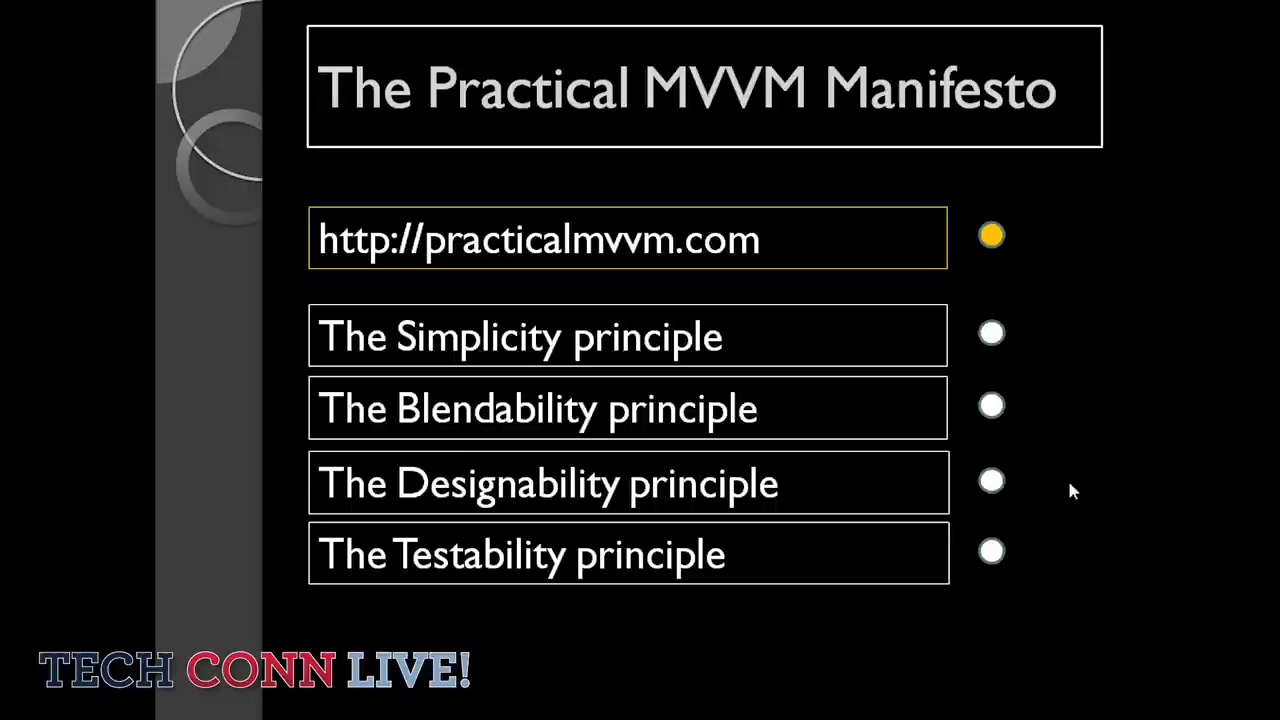 The Practical MVVM Manifesto
http://practicalmvvm.com
The Simplicity principle
The Blendability principle
The Designability principle
The Testability principle
TECH CONN LIVE!